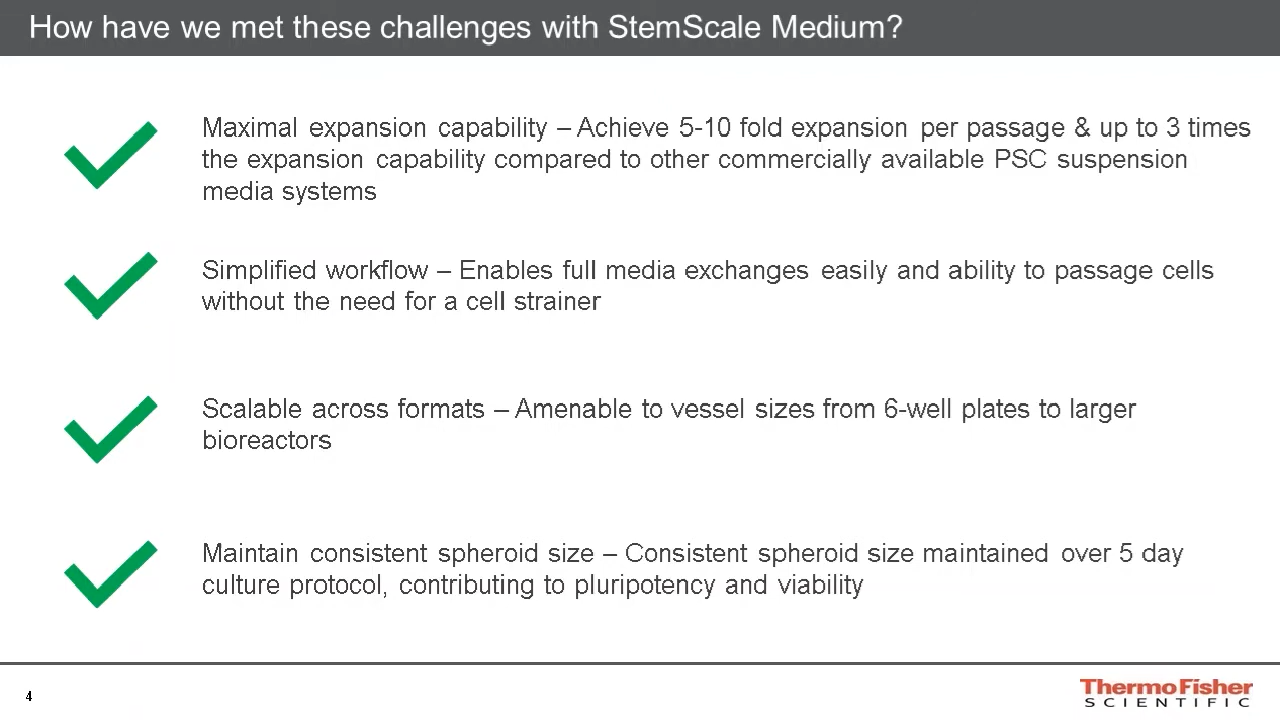 How have we met these challenges with StemScale Medium?
Maximal expansion capability – Achieve 5-10 fold expansion per passage & up to 3 times
the expansion capability compared to other commercially available PSC suspension
media systems
Simplified workflow – Enables full media exchanges easily and ability to passage cells
without the need for a cell strainer
Scalable across formats – Amenable to vessel sizes from 6-well plates to larger
bioreactors
Maintain consistent spheroid size – Consistent spheroid size maintained over 5 day
culture protocol, contributing to pluripotency and viability
4
ThermoFisher
SCIENTIFIC